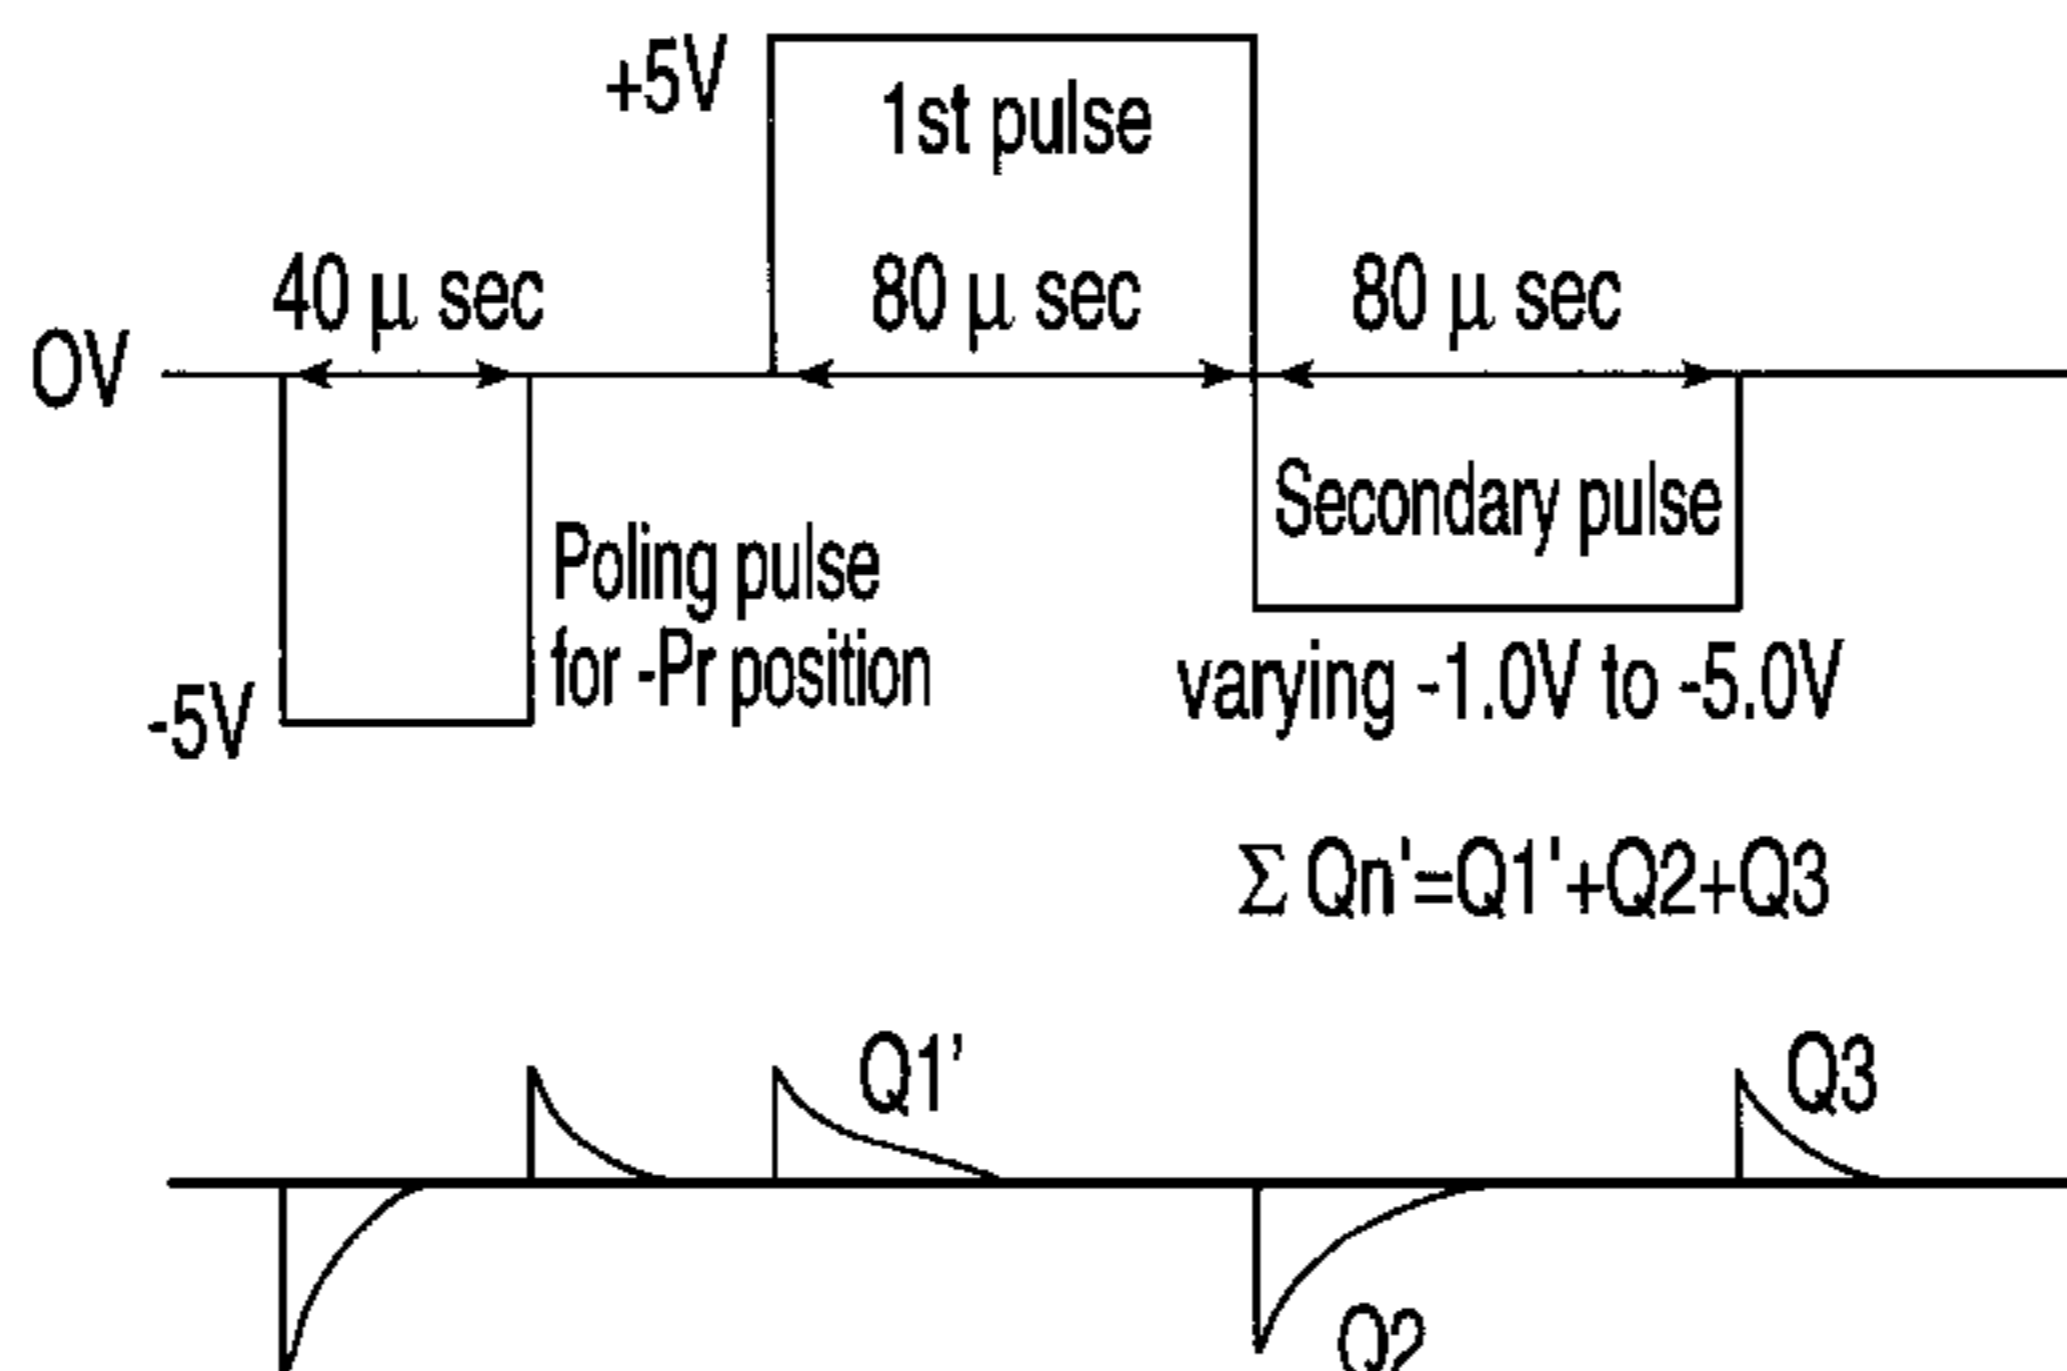 +5V
1st pulse
40 μ sec
80 μ sec
80 μ sec
OV
Secondary pulse
Poling pulse
for -Pr position
-5V
varying -1.0V to -5.0V
Σ Qn'=Q1'+Q2+Q3
Q1’
Q3
Q2